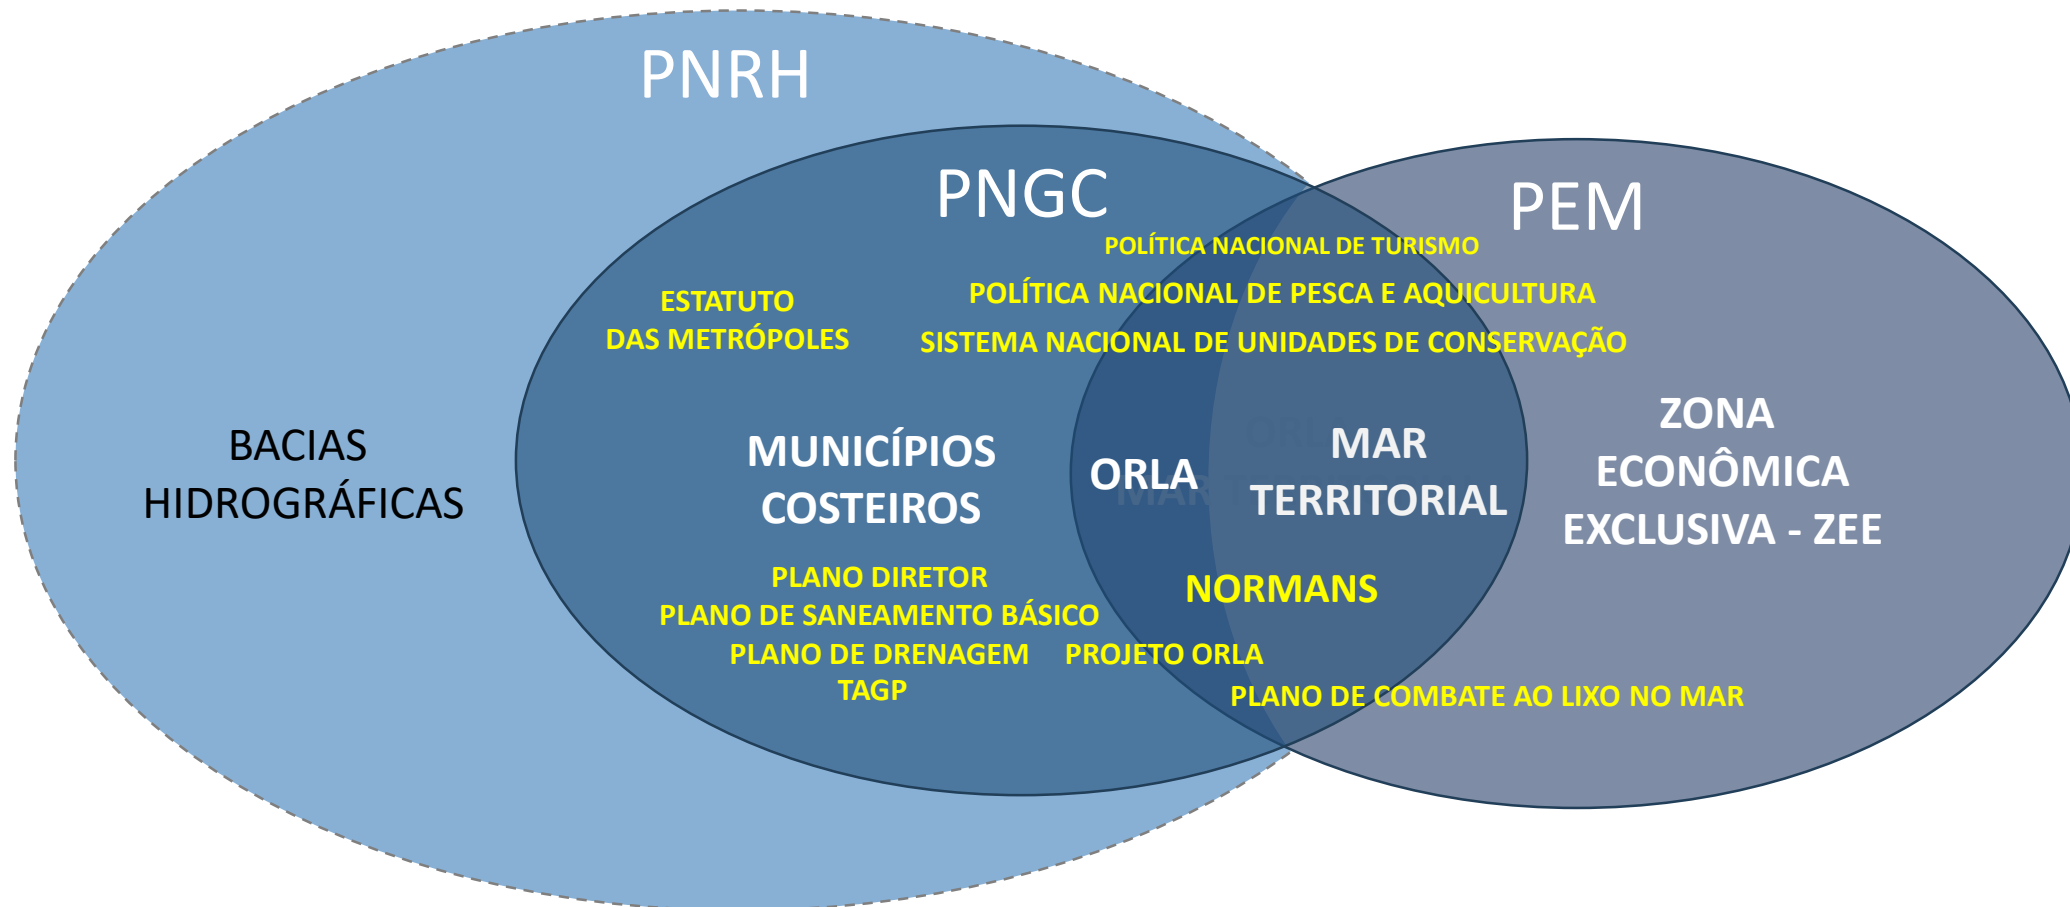 PNRH
PNGC
PEM
POLÍTICA NACIONAL DE TURISMO
POLÍTICA NACIONAL DE PESCA E AQUICULTURA
SISTEMA NACIONAL DE UNIDADES DE CONSERVAÇÃO
ESTATUTO
DAS METRÓPOLES
BACIAS
HIDROGRÁFICAS
MUNICÍPIOS
COSTEIROS
ORLA
MAR
TERRITORIAL
ZONA
ECONÔMICA
EXCLUSIVA - ZEE
PLANO DIRETOR
PLANO DE SANEAMENTO BÁSICO
PLANO DE DRENAGEM
TAGP
NORMANS
PROJETO ORLA
PLANO DE COMBATE AO LIXO NO MAR